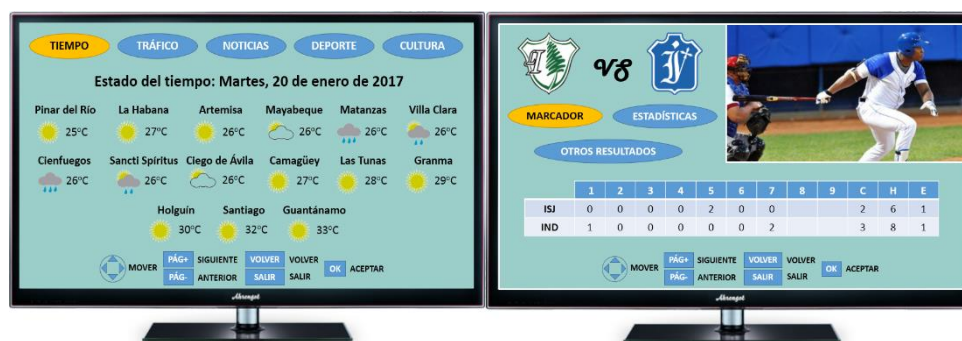 TIEMPO TRÁFICO NOTICIAS DEPORTE CULTURA
Estado del tiempo: Martes, 20 de enero de 2017
Pinar del Río La Habana Artemisa Mayabeque Matanzas Villa Clara
25°C 27°C 26°C 26°C 26°C 26°C
Cienfuegos Sancti Spíritus Ciego de Ávila Camagüey Las Tunas Granma
26°C 26°C 26°C 27°C 28°C 29°C
Holguín Santiago Guantánamo
30°C 32°C 33°C
MOVER PÁG+ SIGUIENTE VOLVER VOLVER OK ACEPTAR
PÁG- ANTERIOR SALIR SALIR
VS
MARCADOR ESTADÍSTICAS
OTROS RESULTADOS
1 2 3 4 5 6 7 8 9 C H E
ISJ 0 0 0 0 2 0 0 2 6 1
IND 1 0 0 0 0 0 2 3 8 1
MOVER PÁG+ SIGUIENTE VOLVER VOLVER OK ACEPTAR
PÁG- ANTERIOR SALIR SALIR